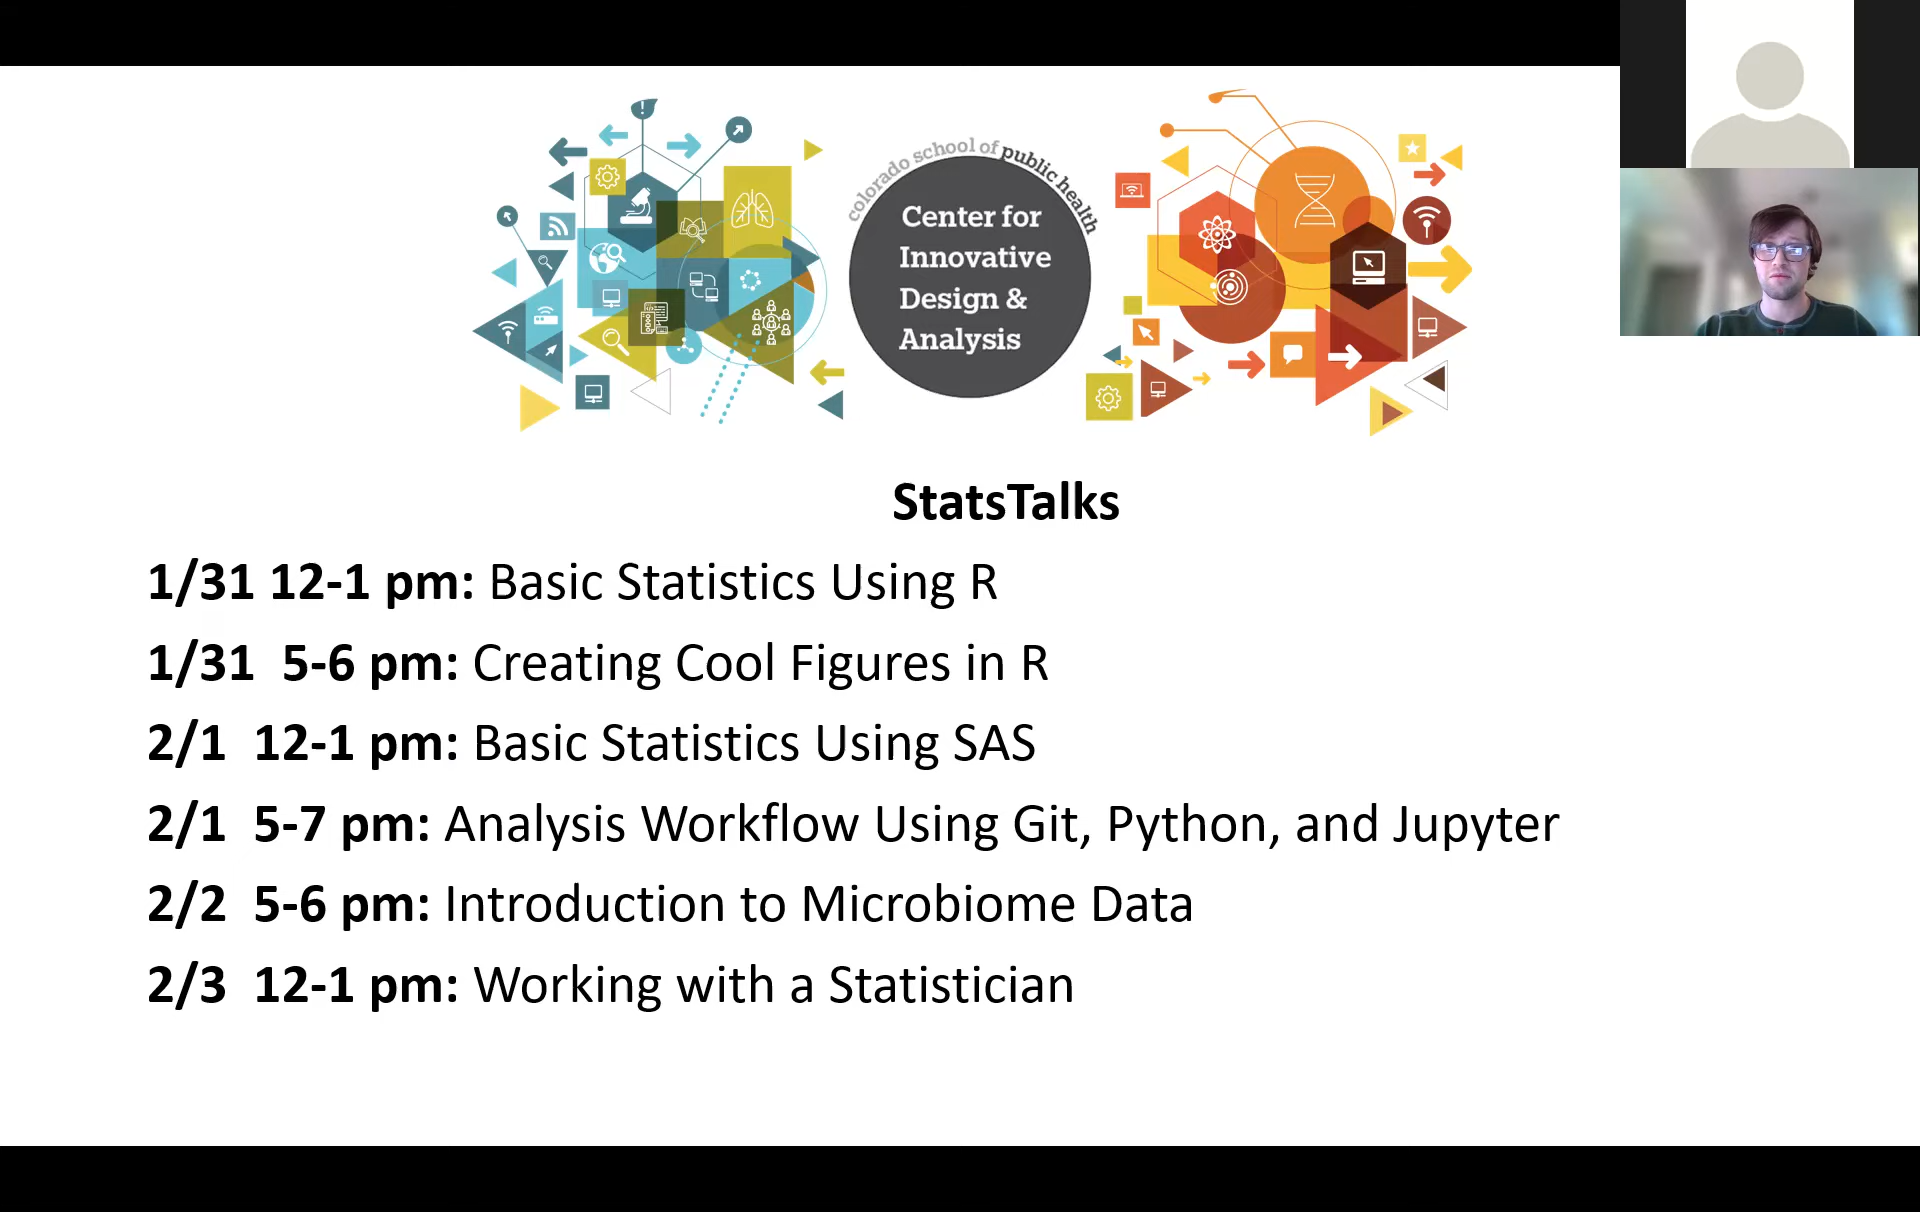 colorado school of public health
Center for
Innovative
Design &
Analysis
StatsTalks
1/31 12-1 pm: Basic Statistics Using R
1/31 5-6 pm: Creating Cool Figures in R
2/1 12-1 pm: Basic Statistics Using SAS
2/1 5-7 pm: Analysis Workflow Using Git, Python, and Jupyter
2/2 5-6 pm: Introduction to Microbiome Data
2/3 12-1 pm: Working with a Statistician